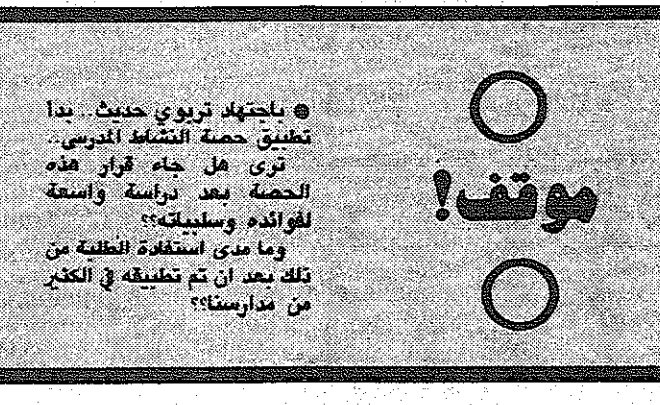 موقف!
● باجتهاد تربوي حديث.. بدأ
تطبيق حصة النشاط المدرسي..
ترى هل جاء قرار هذه
الحصة بعد دراسة واسعة
لفوائده وسلبياته؟؟
وما مدى استفادة الطلبة من
ذلك بعد ان تم تطبيقه في الكثير
من مدارسنا؟؟